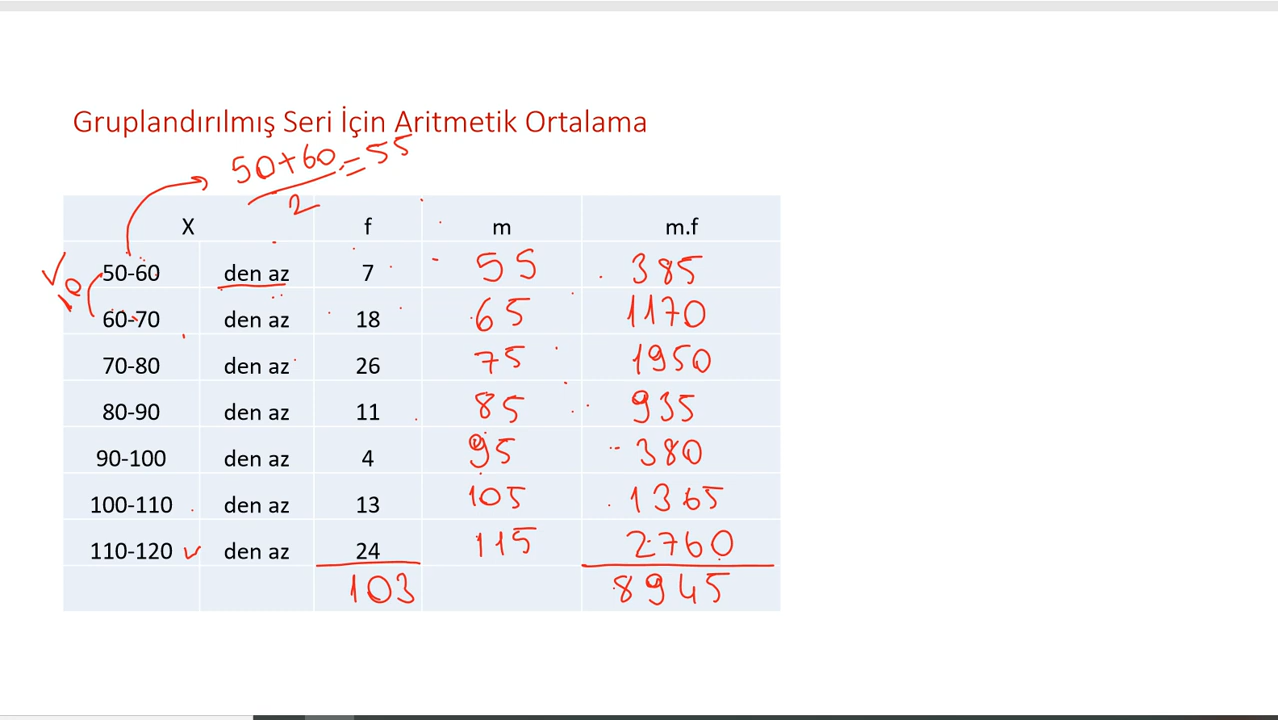 Gruplandırılmış Seri İçin Aritmetik Ortalama
50+60 = 55
2
X f m m.f
50-60 den az 7 55 385
10
60-70 den az 18 65 1170
70-80 den az 26 75 1950
80-90 den az 11 85 935
90-100 den az 4 95 380
100-110 den az 13 105 1365
110-120 den az 24 115 2760
103 8945